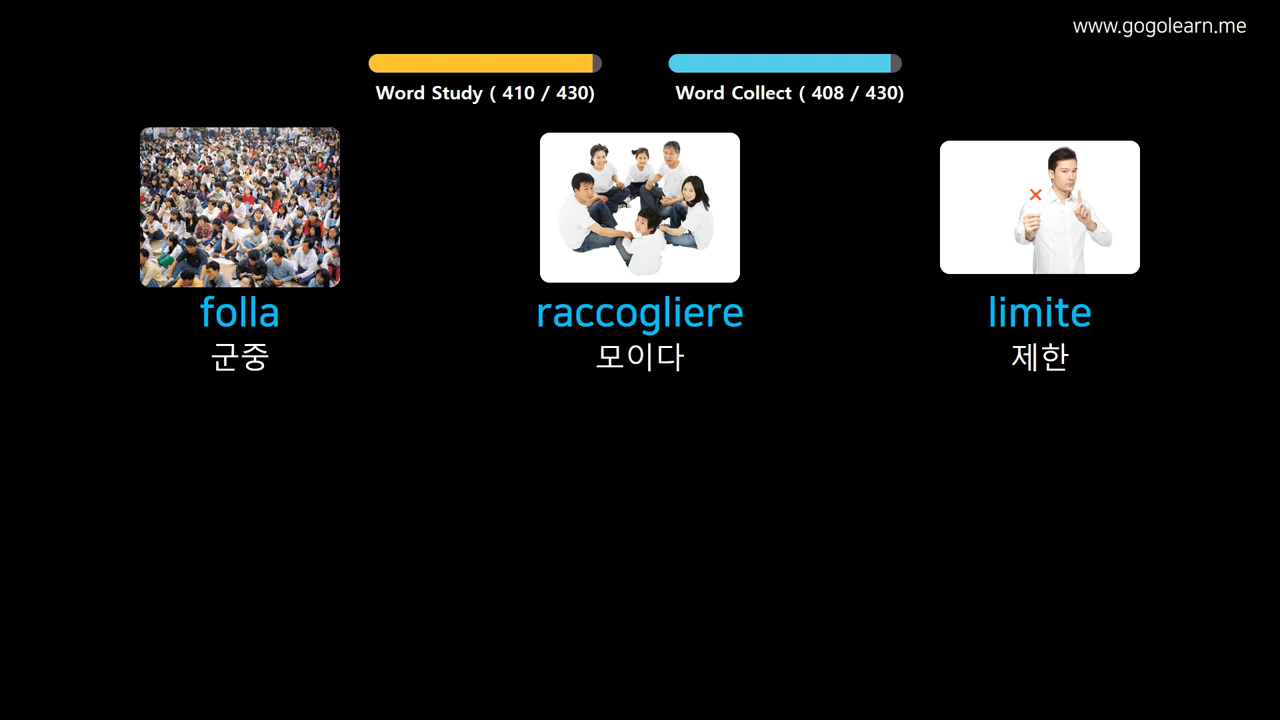 www.gogolearn.me
Word Study ( 410 / 430)
Word Collect ( 408 / 430)
folla
군중
raccogliere
모이다
limite
제한